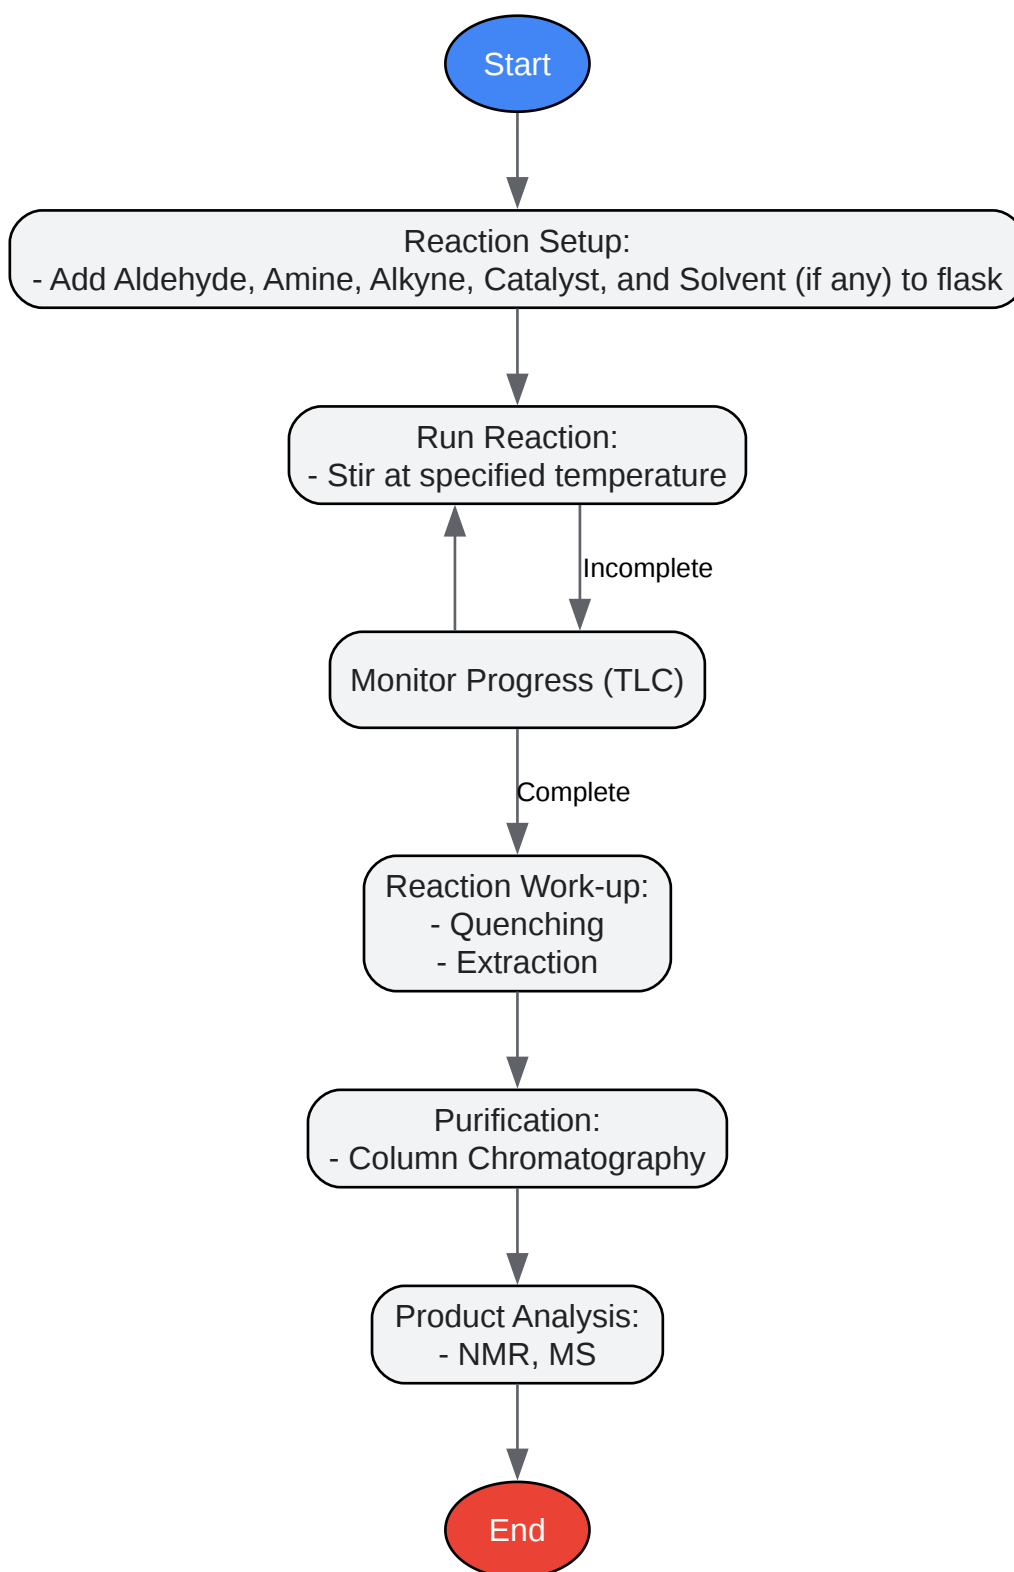 Start
Reaction Setup:
- Add Aldehyde, Amine, Alkyne, Catalyst, and Solvent (if any) to flask
Run Reaction:
- Stir at specified temperature
Incomplete
Monitor Progress (TLC)
Complete
Reaction Work-up:
- Quenching
- Extraction
Purification:
- Column Chromatography
Product Analysis:
- NMR, MS
End